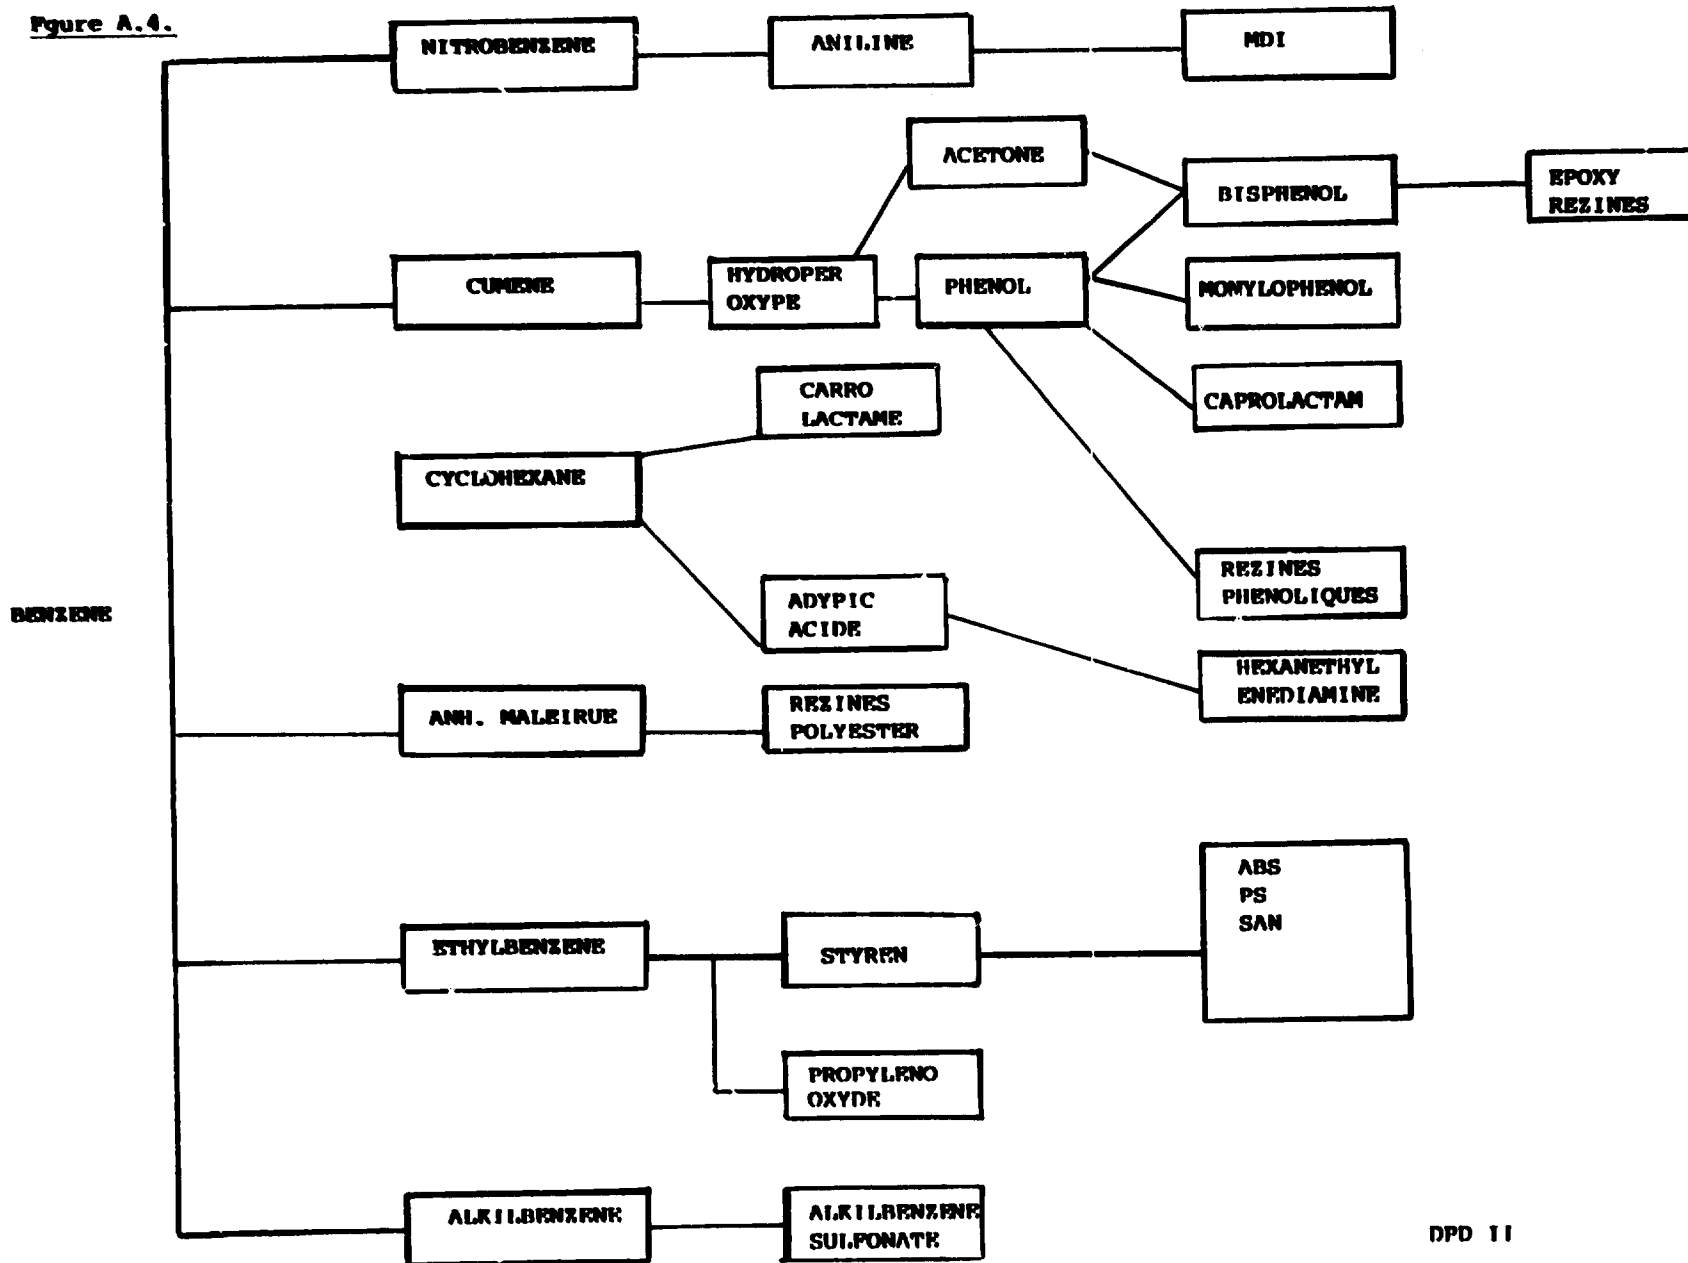 Fgure A.4.
NITROBENZENE
ANILINE
MDI
ACETONE
BISPHENOL
EPOXY
REZINES
CUMENE
HYDROPER
OXYPE
PHENOL
MONYLOPHENOL
CARRO
LACTAME
CAPROLACTAM
CYCLOHEXANE
REZINES
PHENOLIQUES
BENZENE
ADYPIC
ACIDE
HEXANETHYL
ENEDIAMINE
ANH. MALEIRUE
REZINES
POLYESTER
ABS
PS
SAN
ETHYLBENZENE
STYREN
PROPYLENO
OXYDE
ALKILBENZENE
ALKILBENZENE
SULFONATE
DPD II